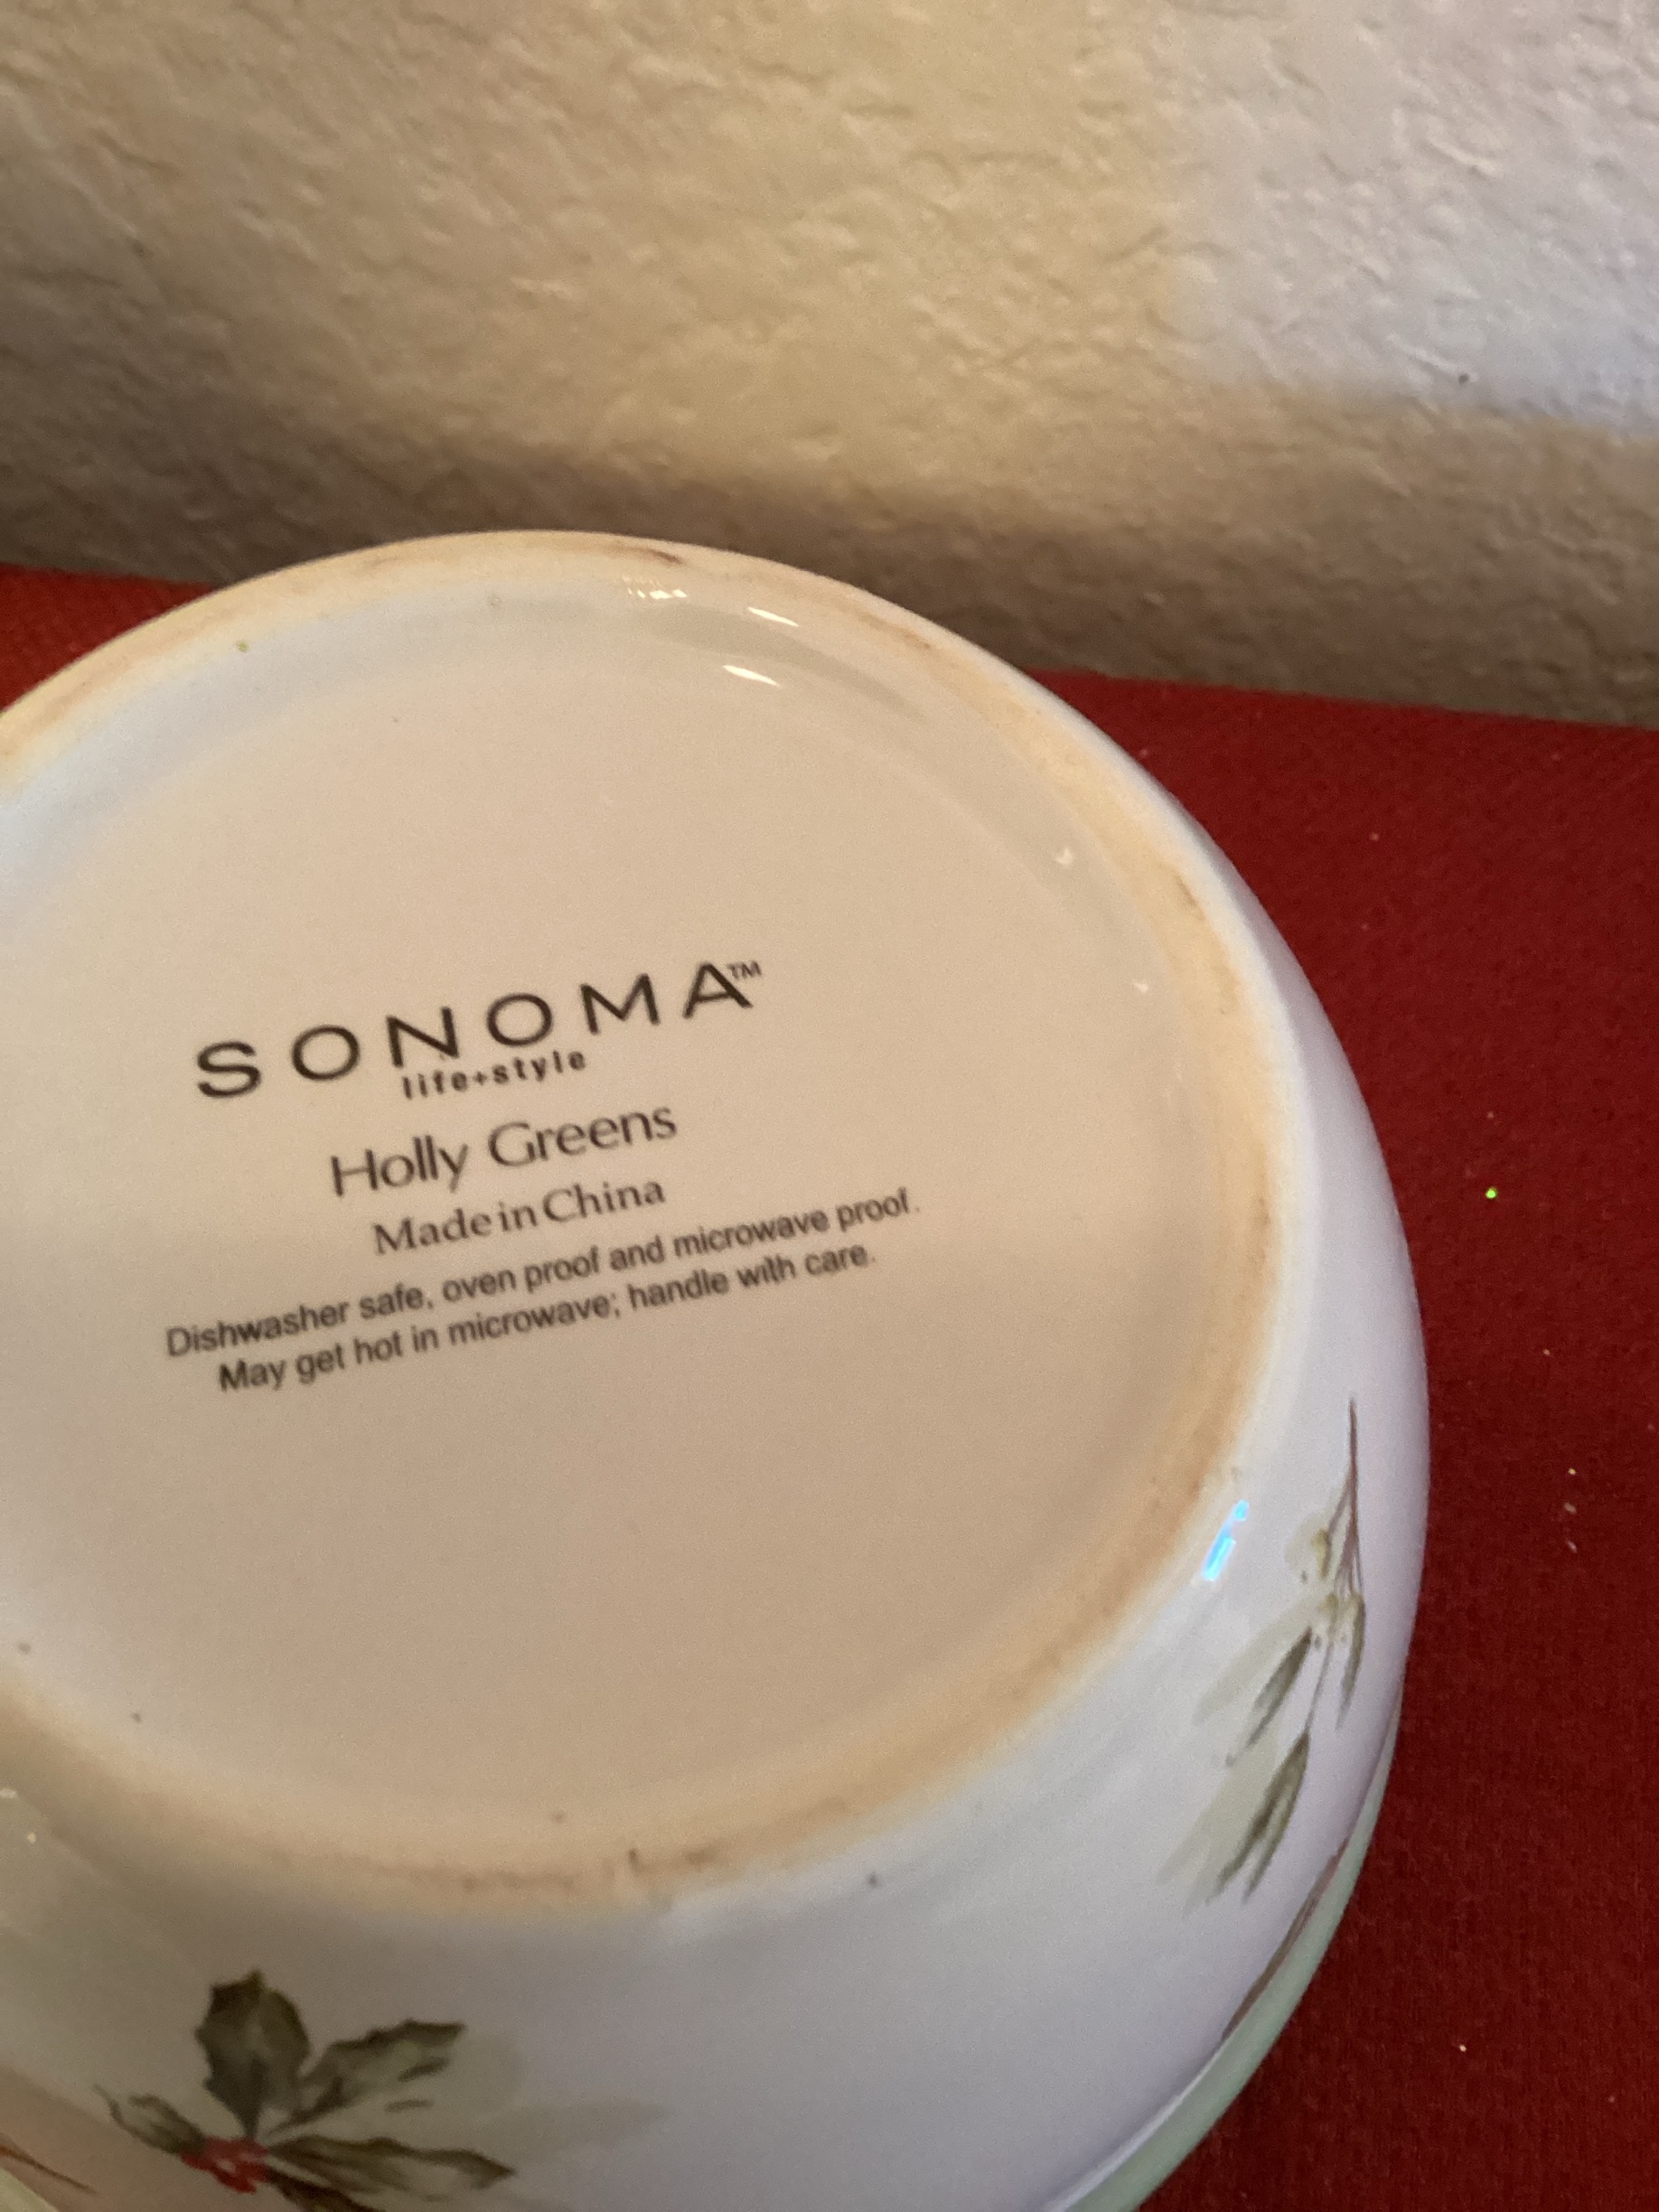 SONOMA™
life+style
Holly Greens
Made in China
Dishwasher safe, oven proof and microwave proof.
May get hot in microwave; handle with care.